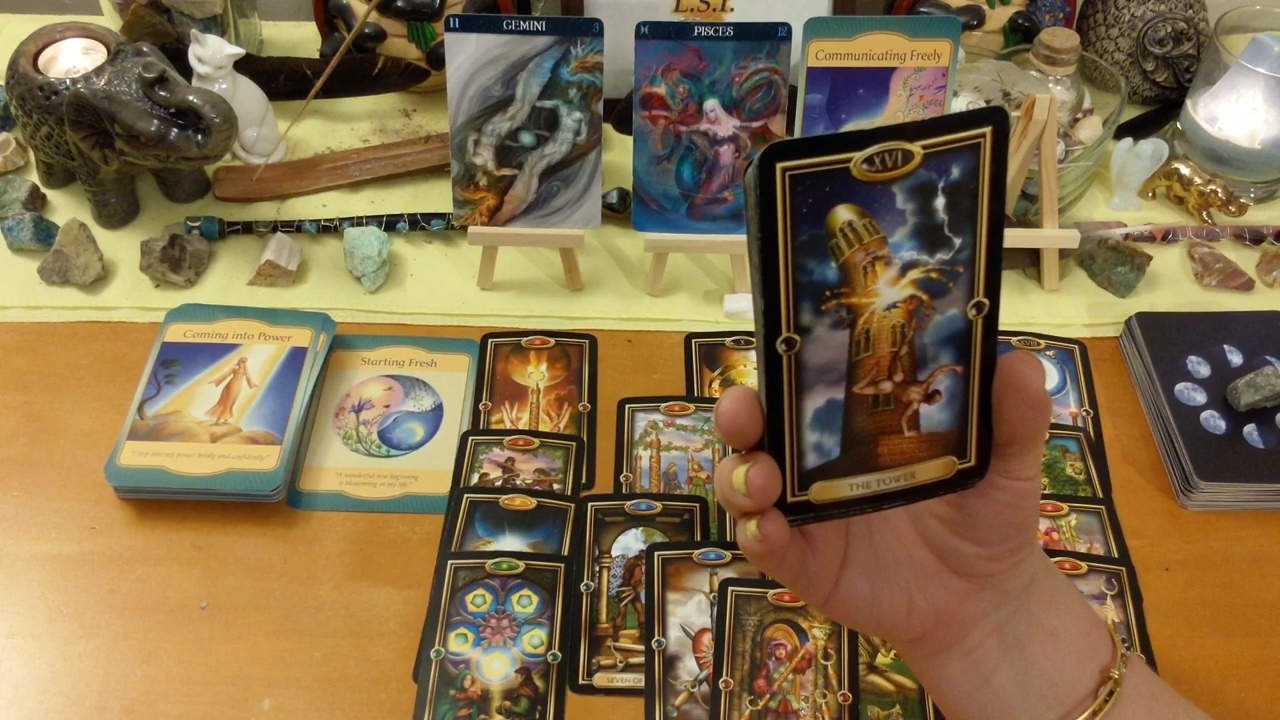 L.S.I.
11 GEMINI 3
PISCES 12
Communicating Freely
XVI
THE TOWER
Coming into Power
"I step into my power boldly and confidently."
Starting Fresh
"A wonderful new beginning
is blossoming in my life."
X
XVIII
SEVEN OF